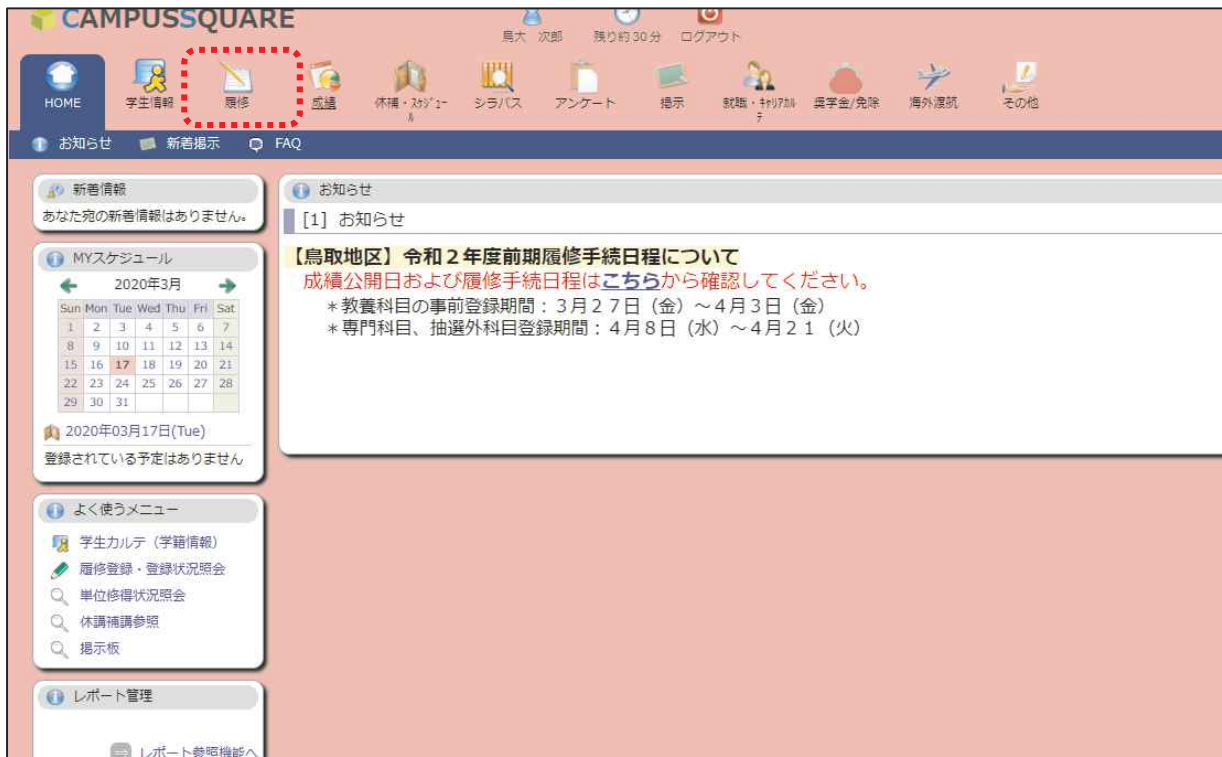 CAMPUSSQUARE
鳥大 次郎 残り約30分 ログアウト
HOME 学生情報 履修 成績 休補・スケジュール シラバス アンケート 掲示 就職・キャリアカルテ 奨学金/免除 海外渡航 その他
お知らせ 新着掲示 FAQ
新着情報
あなた宛の新着情報はありません。
MYスケジュール
2020年3月
Sun Mon Tue Wed Thu Fri Sat
1 2 3 4 5 6 7
8 9 10 11 12 13 14
15 16 17 18 19 20 21
22 23 24 25 26 27 28
29 30 31
2020年03月17日(Tue)
登録されている予定はありません
よく使うメニュー
学生カルテ（学籍情報）
履修登録・登録状況照会
単位修得状況照会
休講補講参照
掲示板
レポート管理
レポート参照機能へ
お知らせ
[1] お知らせ
【鳥取地区】令和２年度前期履修手続日程について
成績公開日および履修手続日程はこちらから確認してください。
＊教養科目の事前登録期間：３月２７日（金）～４月３日（金）
＊専門科目、抽選外科目登録期間：４月８日（水）～４月２１（火）